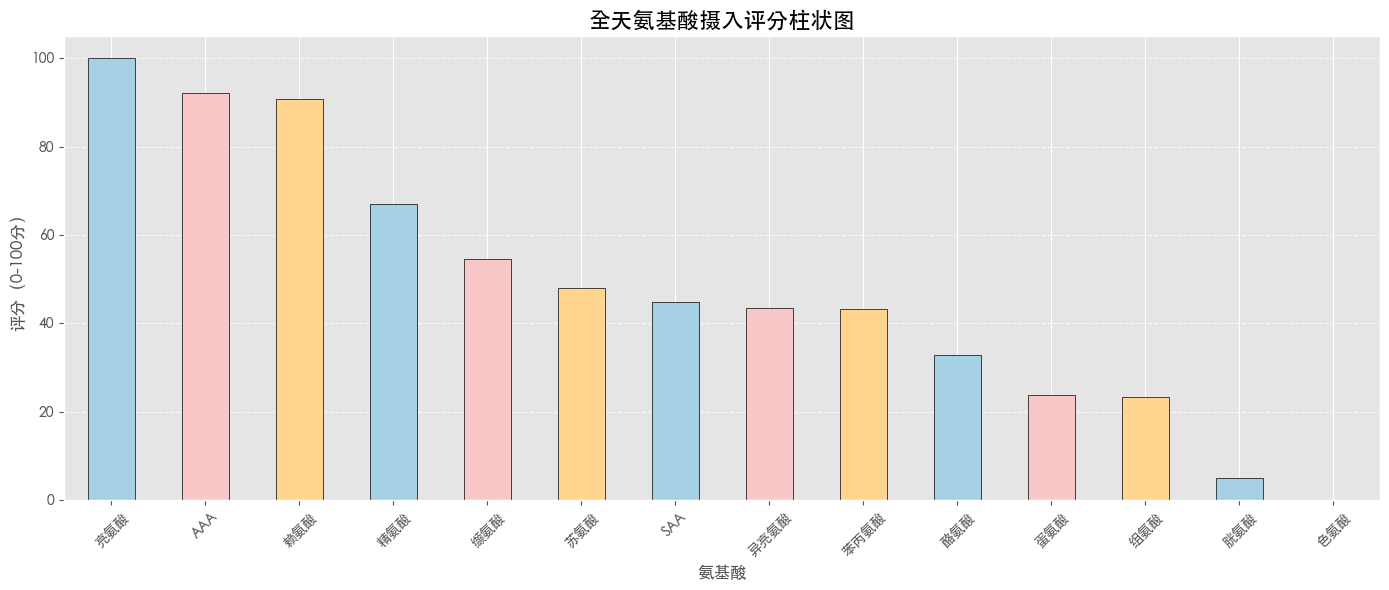 全天氨基酸摄入评分柱状图
评分（0-100分）
100
80
60
40
20
0
亮氨酸
AAA
赖氨酸
精氨酸
缬氨酸
苏氨酸
SAA
异亮氨酸
苯丙氨酸
酪氨酸
蛋氨酸
组氨酸
胱氨酸
色氨酸
氨基酸